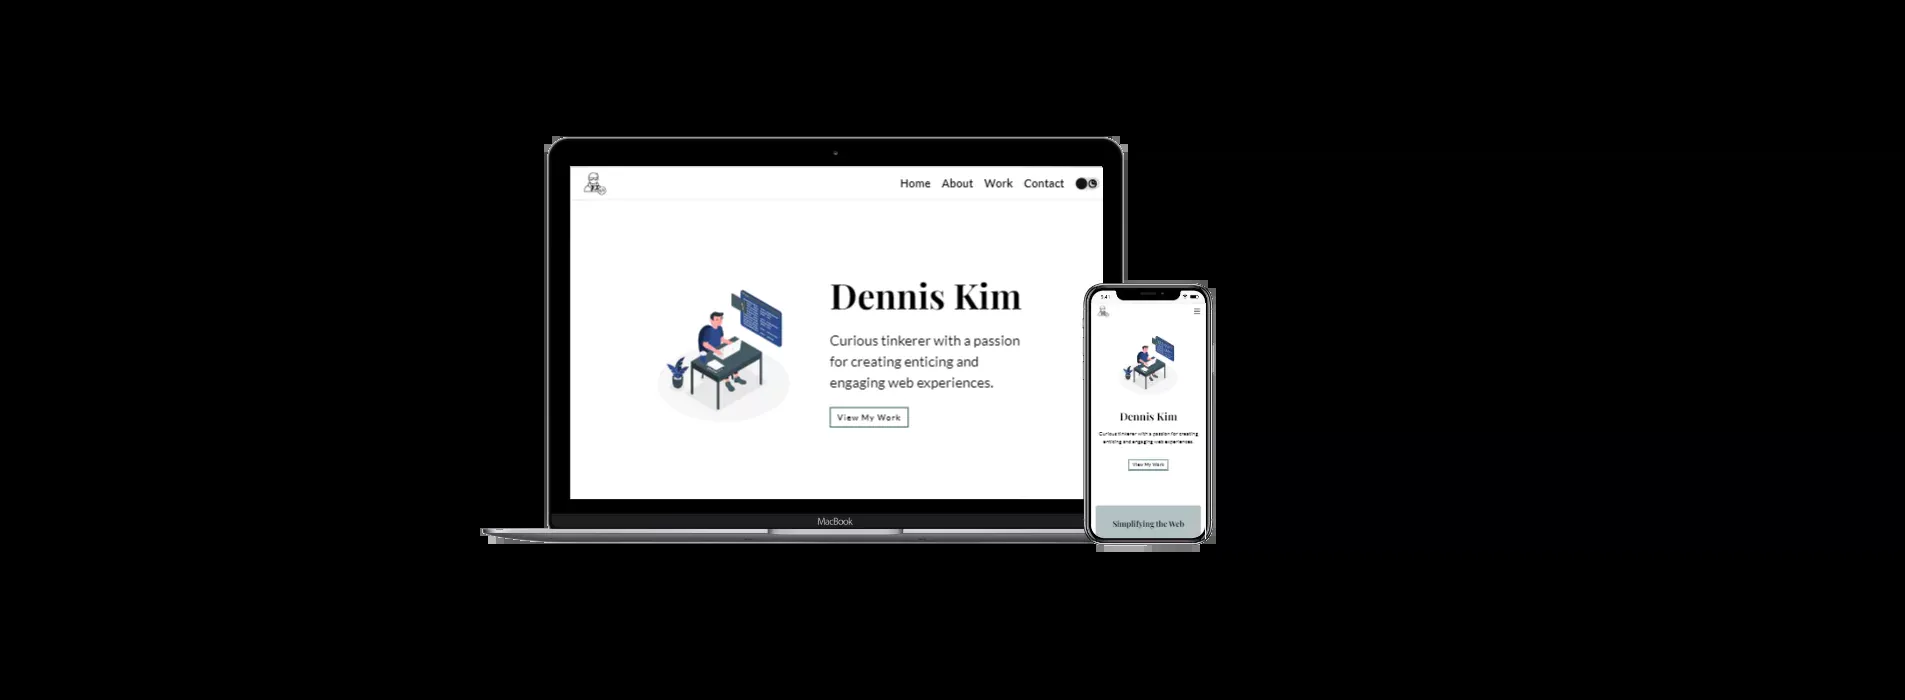 Home About Work Contact
Dennis Kim
Curious tinkerer with a passion
for creating enticing and
engaging web experiences.
View My Work
MacBook
Dennis Kim
Curious tinkerer with a passion for creating
enticing and engaging web experiences.
View My Work
Simplifying the Web